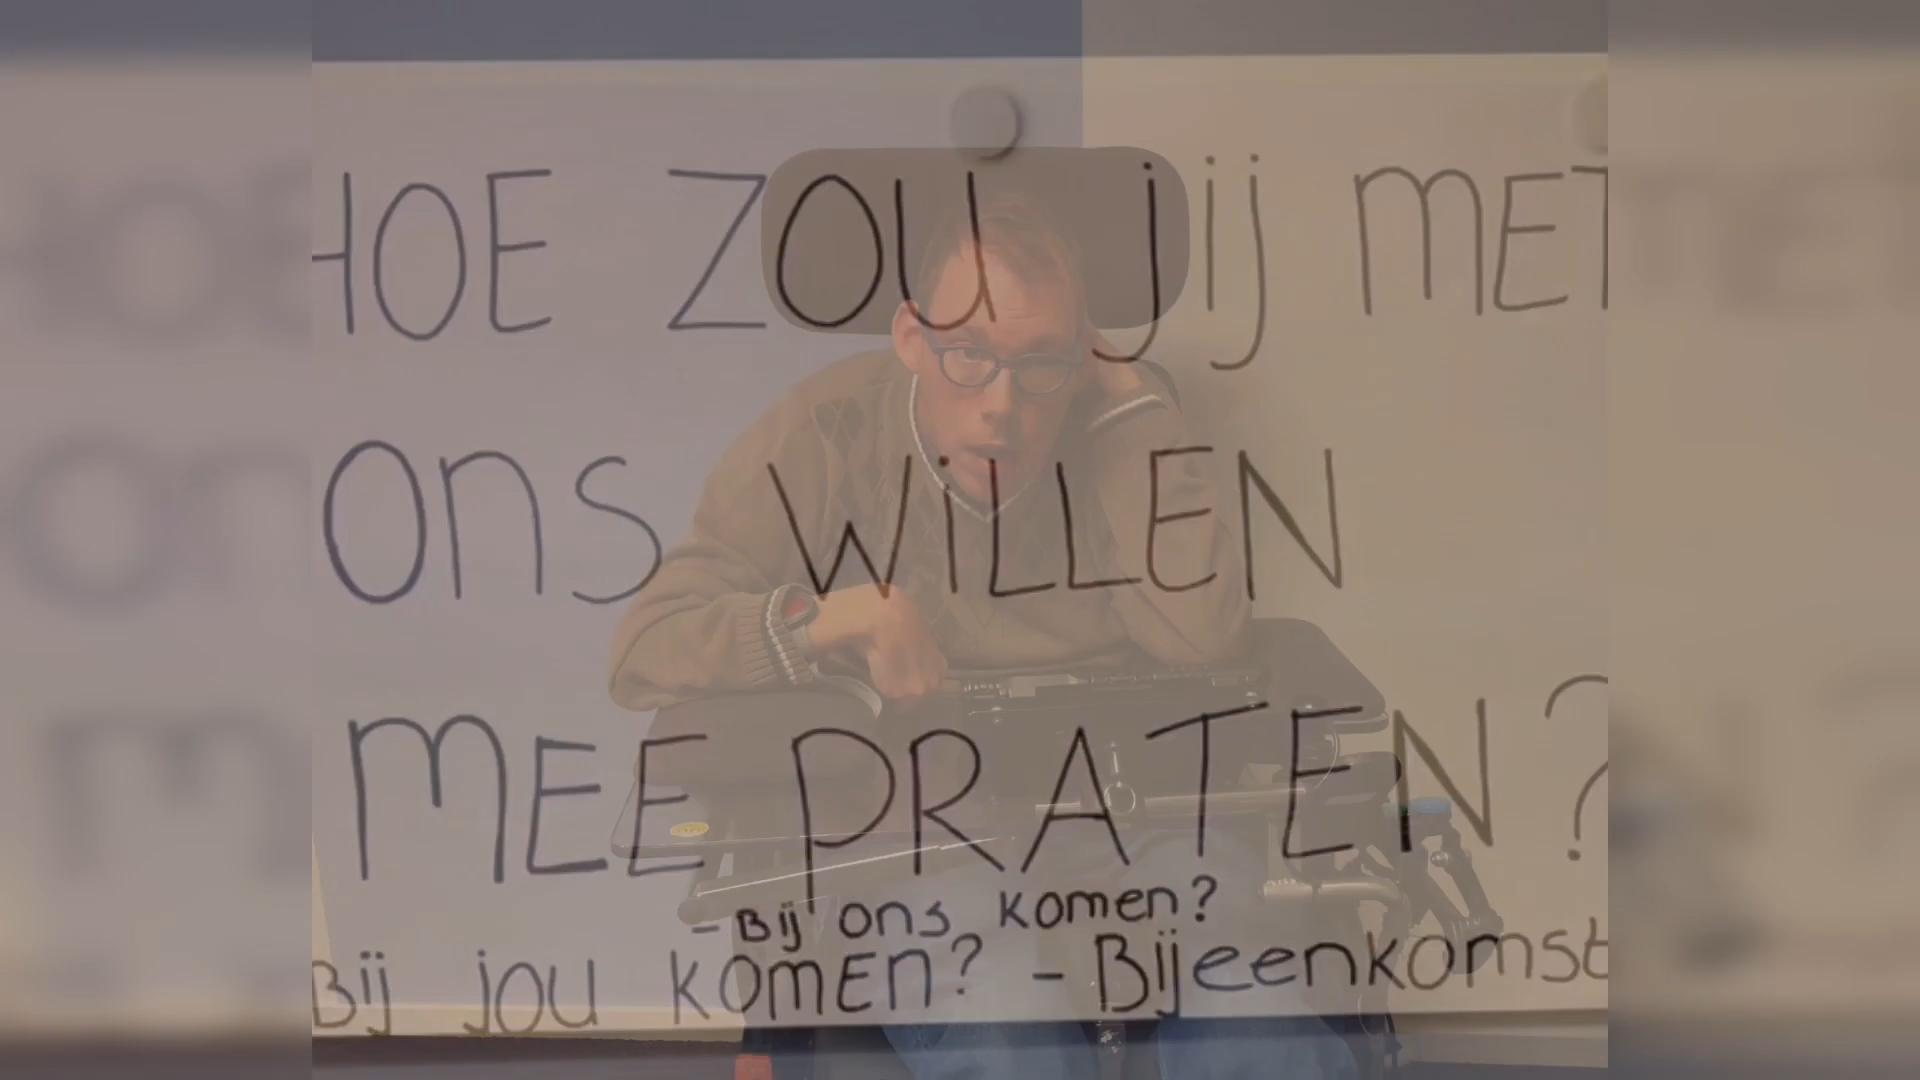 HOE ZOU jij MET
ONS WiLLEN
MEE PRATEN?
- Bij ons komen?
Bij jou komen? - Bijeenkomst